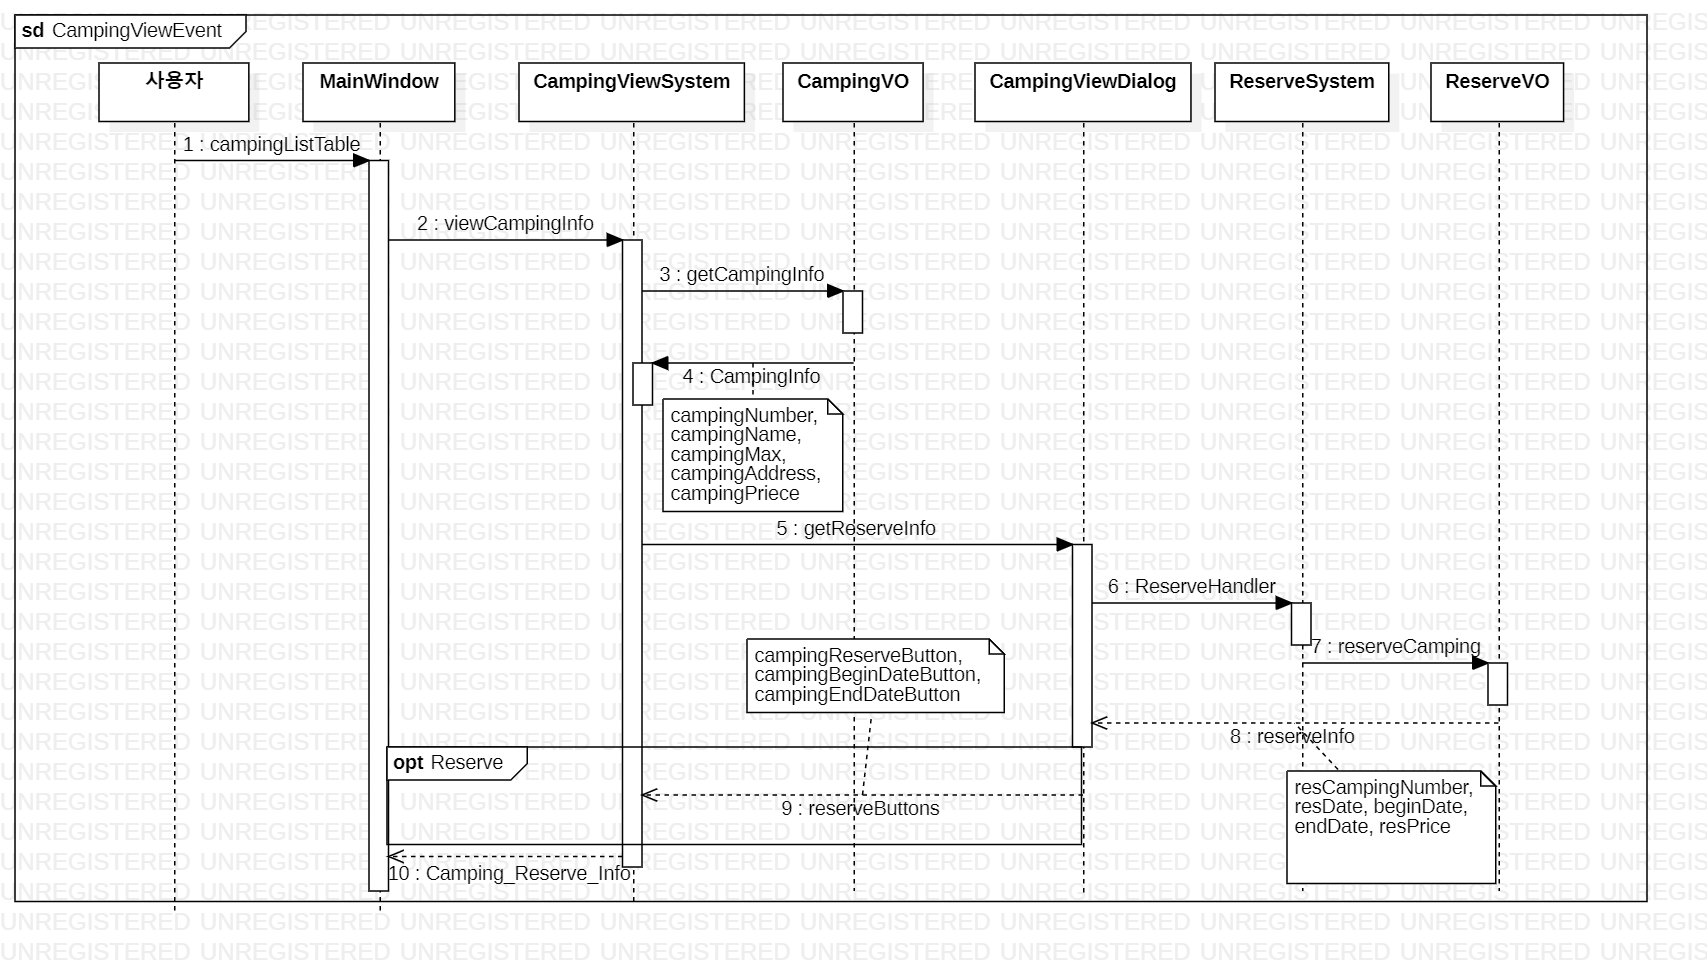 sd CampingViewEvent
사용자
MainWindow
CampingViewSystem
CampingVO
CampingViewDialog
ReserveSystem
ReserveVO
1 : campingListTable
2 : viewCampingInfo
3 : getCampingInfo
4 : CampingInfo
campingNumber,
campingName,
campingMax,
campingAddress,
campingPriece
5 : getReserveInfo
6 : ReserveHandler
7 : reserveCamping
campingReserveButton,
campingBeginDateButton,
campingEndDateButton
8 : reserveInfo
opt Reserve
resCampingNumber,
resDate, beginDate,
endDate, resPrice
9 : reserveButtons
10 : Camping_Reserve_Info
UNREGISTERED